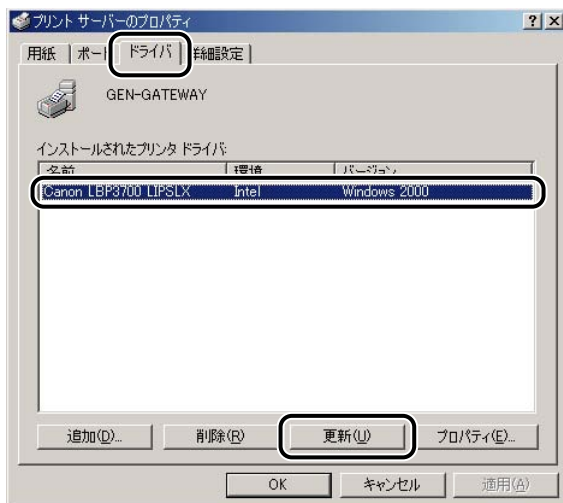 プリント サーバーのプロパティ
用紙 ポート ドライバ 詳細設定
GEN-GATEWAY
インストールされたプリンタ ドライバ:
名前 環境 バージョン
Canon LBP3700 LIPSLX Intel Windows 2000
追加(D)... 削除(R) 更新(U) プロパティ(E)...
OK キャンセル 適用(A)